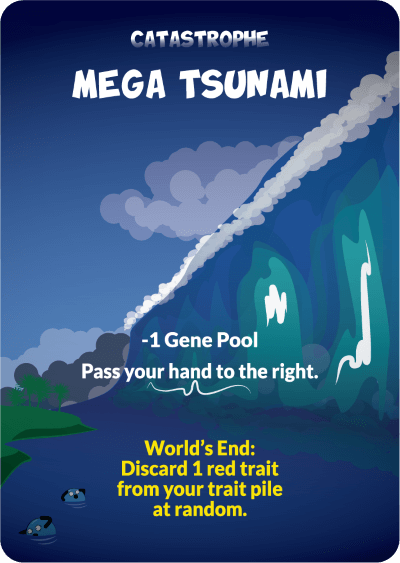 CATASTROPHE
MEGA TSUNAMI
-1 Gene Pool
Pass your hand to the right.
World's End:
Discard 1 red trait
from your trait pile
at random.